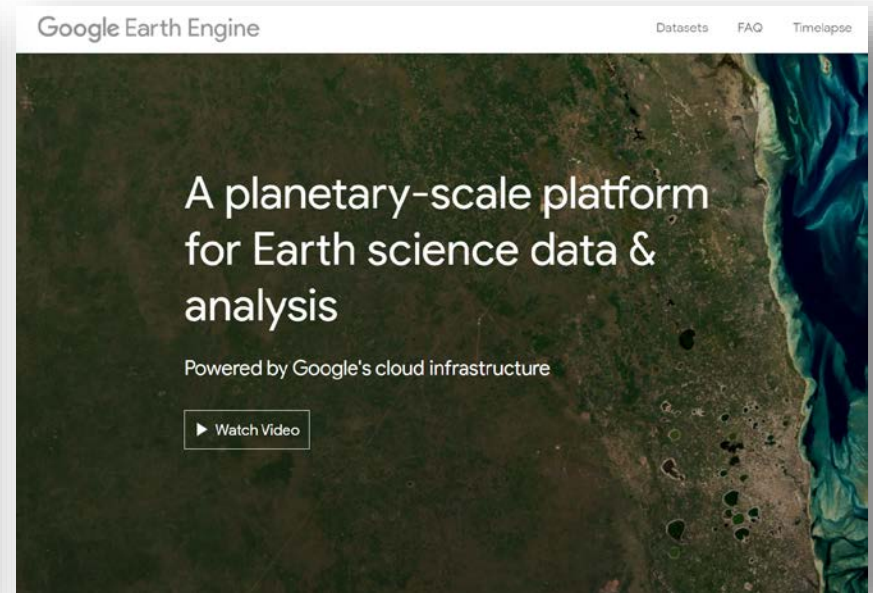 Google Earth Engine
Datasets FAQ Timelapse
A planetary-scale platform
for Earth science data &
analysis
Powered by Google's cloud infrastructure
Watch Video